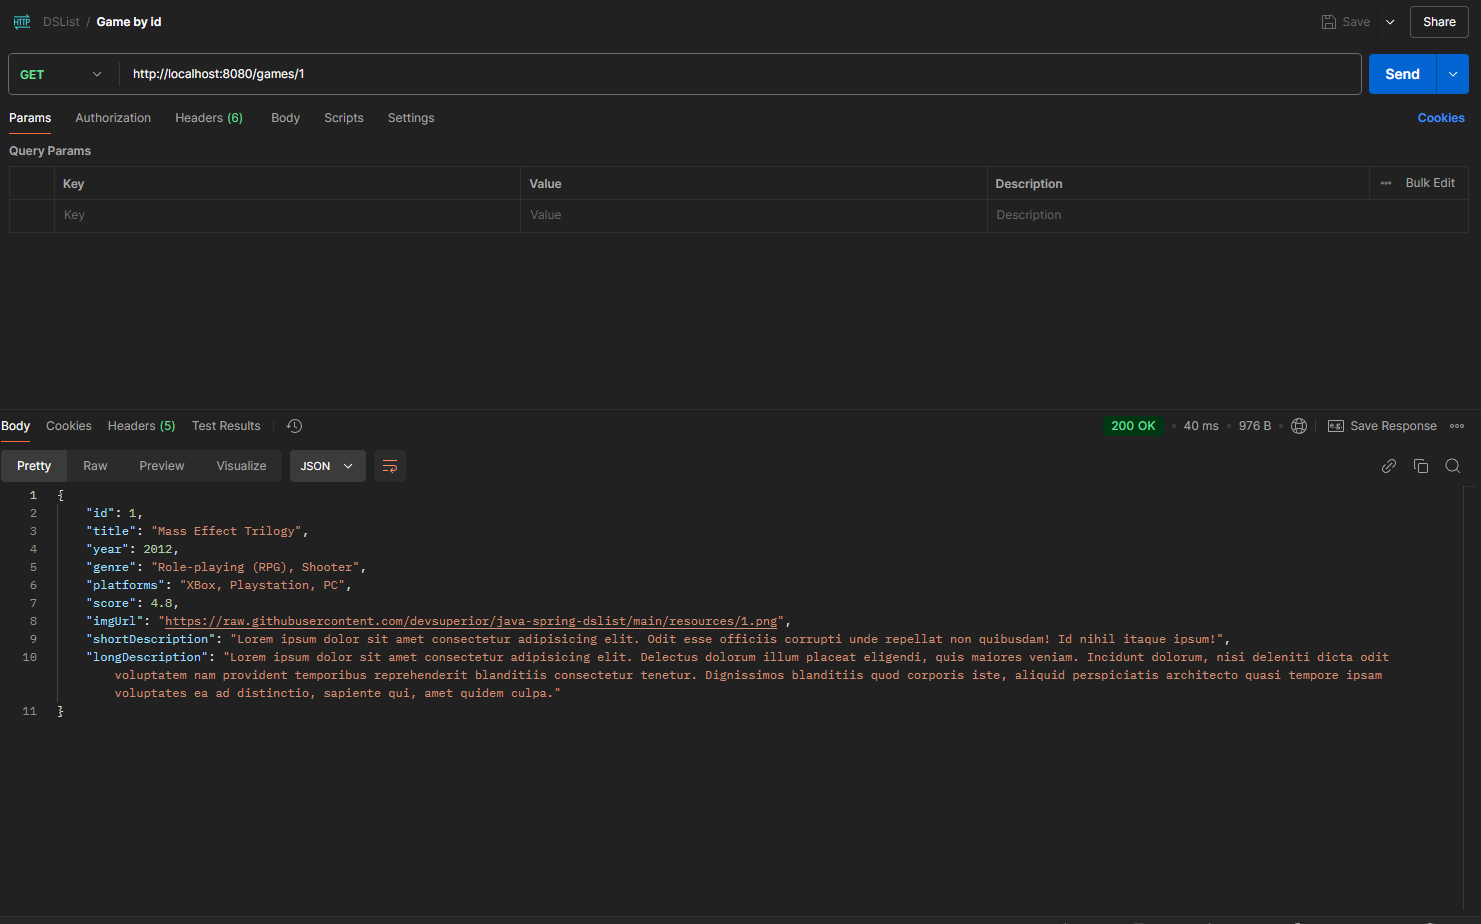 HTTP DSList / Game by id Save Share
GET http://localhost:8080/games/1 Send
Params Authorization Headers (6) Body Scripts Settings Cookies
Query Params
Key Value Description Bulk Edit
Key Value Description
Body Cookies Headers (5) Test Results 200 OK 40 ms 976 B e.g. Save Response
Pretty Raw Preview Visualize JSON
1 {
2 "id": 1,
3 "title": "Mass Effect Trilogy",
4 "year": 2012,
5 "genre": "Role-playing (RPG), Shooter",
6 "platforms": "XBox, Playstation, PC",
7 "score": 4.8,
8 "imgUrl": "https://raw.githubusercontent.com/devsuperior/java-spring-dslist/main/resources/1.png",
9 "shortDescription": "Lorem ipsum dolor sit amet consectetur adipisicing elit. Odit esse officiis corrupti unde repellat non quibusdam! Id nihil itaque ipsum!",
10 "longDescription": "Lorem ipsum dolor sit amet consectetur adipisicing elit. Delectus dolorum illum placeat eligendi, quis maiores veniam. Incidunt dolorum, nisi deleniti dicta odit
voluptatem nam provident temporibus reprehenderit blanditiis consectetur tenetur. Dignissimos blanditiis quod corporis iste, aliquid perspiciatis architecto quasi tempore ipsam
voluptates ea ad distinctio, sapiente qui, amet quidem culpa."
11 }